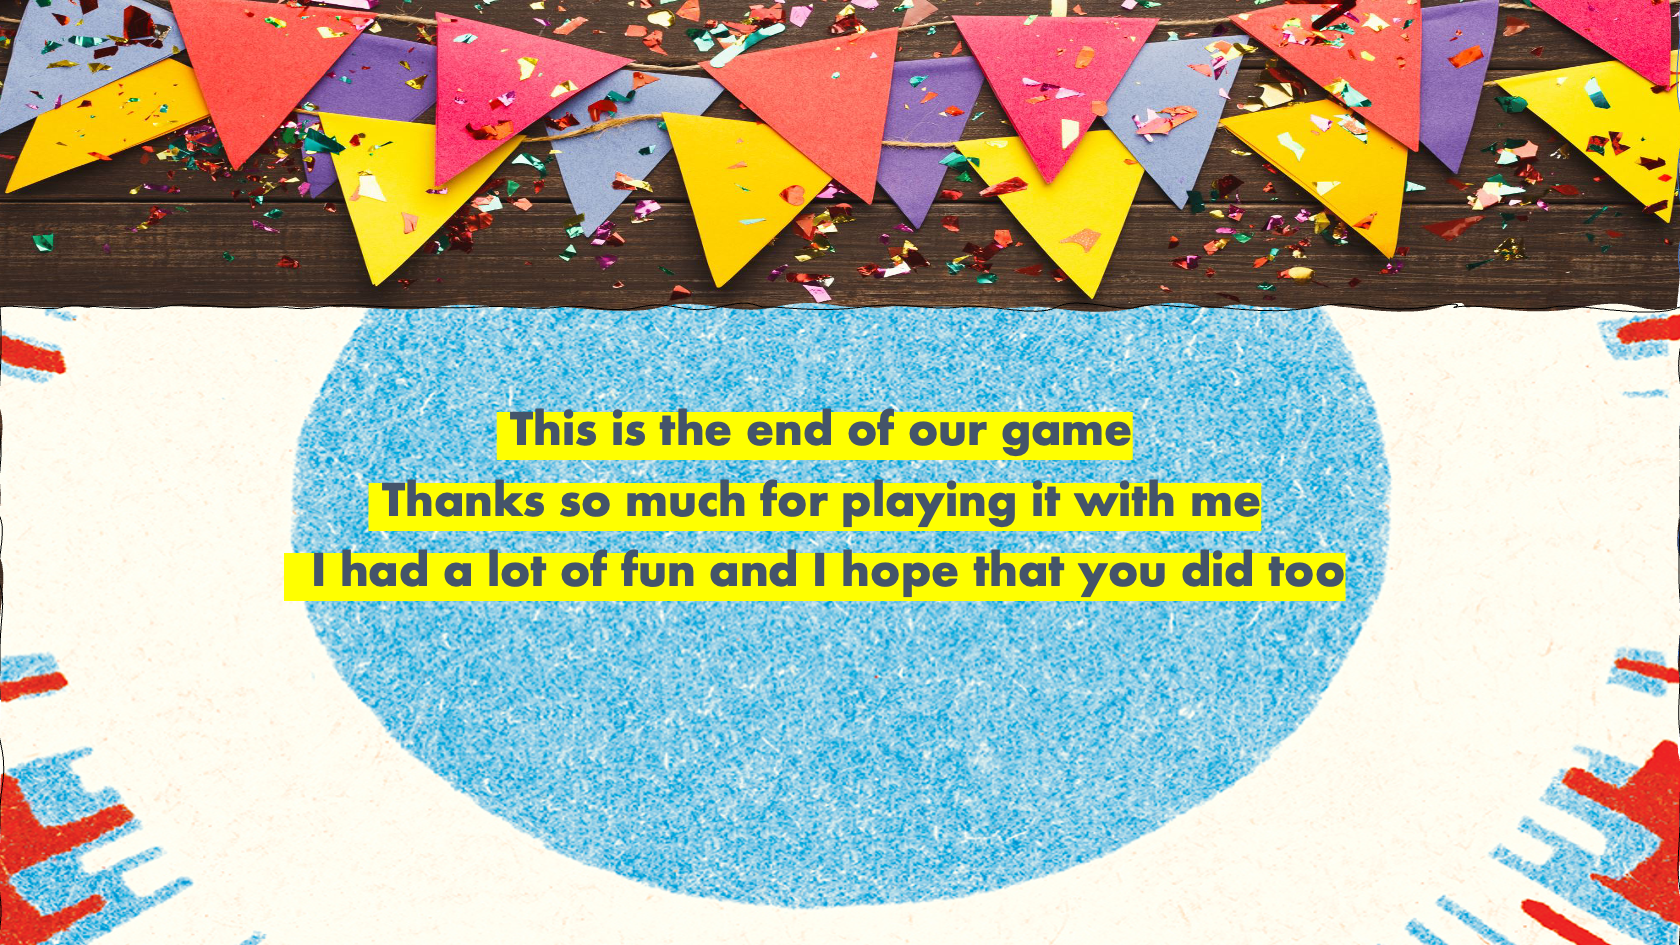 This is the end of our game
Thanks so much for playing it with me
I had a lot of fun and I hope that you did too